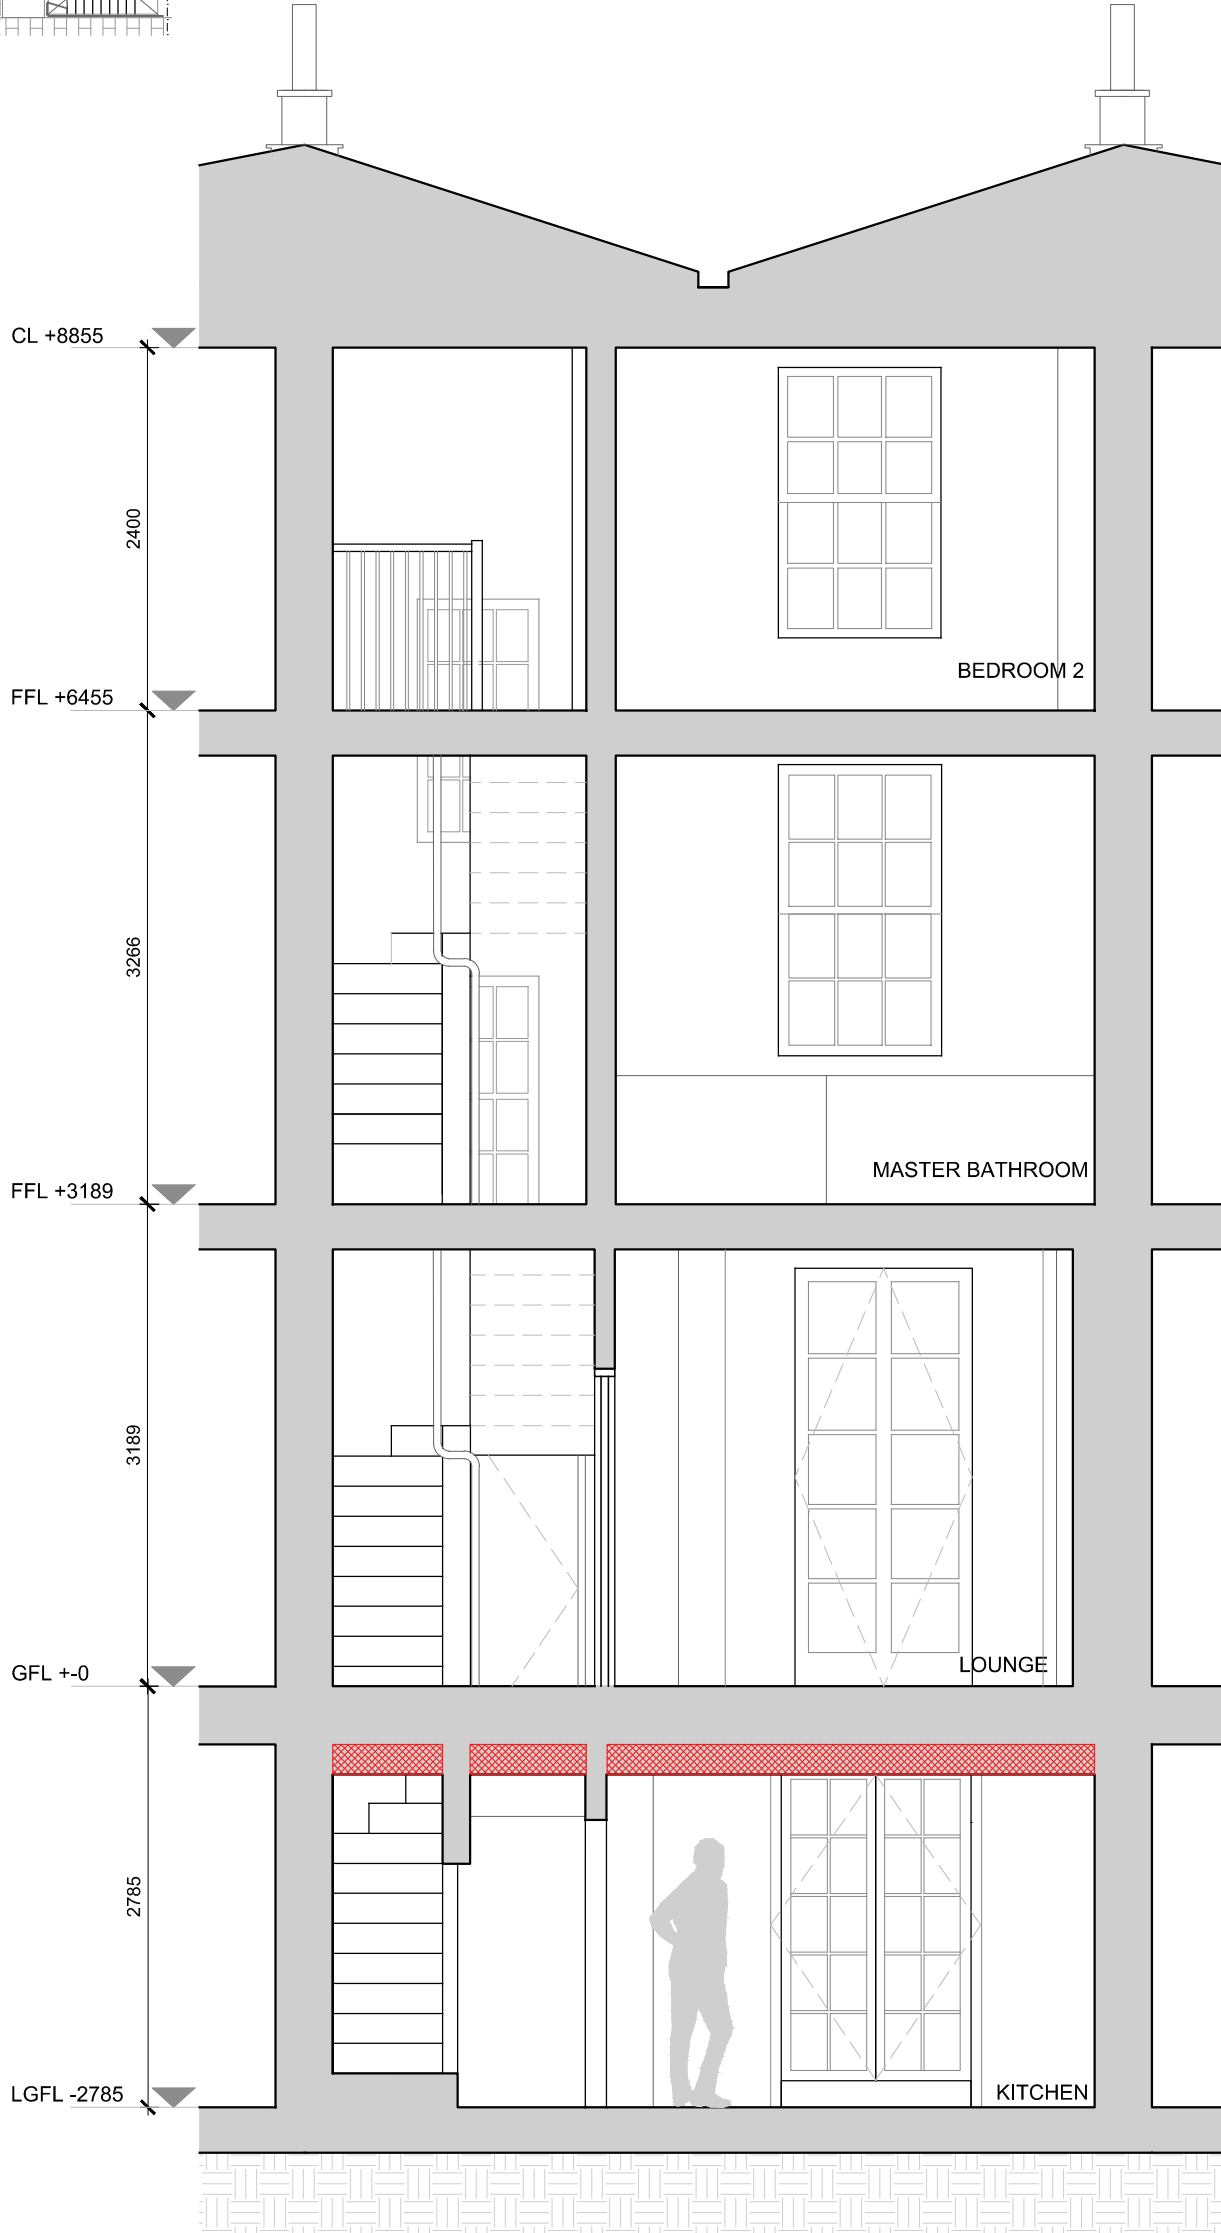 CL +8855
2400
BEDROOM 2
FFL +6455
3266
MASTER BATHROOM
FFL +3189
3189
LOUNGE
GFL +-0
2785
KITCHEN
LGFL -2785